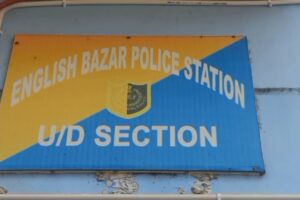 ENGLISH BAZAR POLICE STATION
U/D SECTION